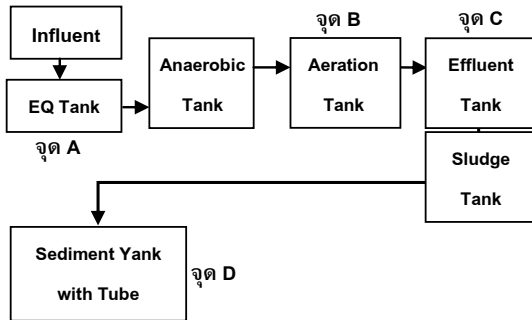 Influent
EQ Tank
จุด A
Anaerobic
Tank
จุด B
Aeration
Tank
จุด C
Effluent
Tank
Sludge
Tank
Sediment Yank
with Tube
จุด D